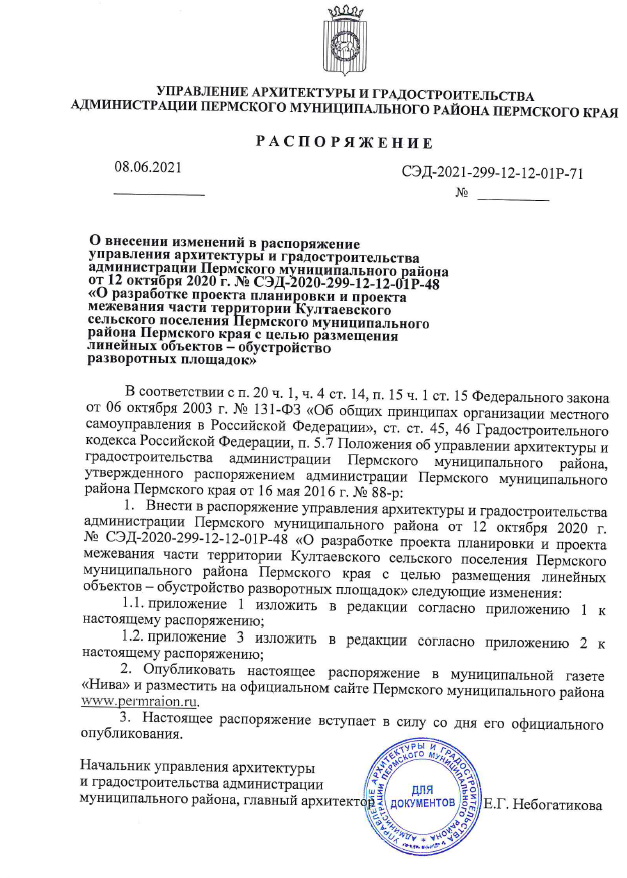 УПРАВЛЕНИЕ АРХИТЕКТУРЫ И ГРАДОСТРОИТЕЛЬСТВА
АДМИНИСТРАЦИИ ПЕРМСКОГО МУНИЦИПАЛЬНОГО РАЙОНА ПЕРМСКОГО КРАЯ
Р А С П О Р Я Ж Е Н И Е
08.06.2021
СЭД-2021-299-12-12-01Р-71
№
О внесении изменений в распоряжение
управления архитектуры и градостроительства
администрации Пермского муниципального района
от 12 октября 2020 г. № СЭД-2020-299-12-12-01Р-48
«О разработке проекта планировки и проекта
межевания части территории Култаевского
сельского поселения Пермского муниципального
района Пермского края с целью размещения
линейных объектов – обустройство
разворотных площадок»
В соответствии с п. 20 ч. 1, ч. 4 ст. 14, п. 15 ч. 1 ст. 15 Федерального закона
от 06 октября 2003 г. № 131-ФЗ «Об общих принципах организации местного
самоуправления в Российской Федерации», ст. ст. 45, 46 Градостроительного
кодекса Российской Федерации, п. 5.7 Положения об управлении архитектуры и
градостроительства администрации Пермского муниципального района,
утвержденного распоряжением администрации Пермского муниципального
района Пермского края от 16 мая 2016 г. № 88-р:
1. Внести в распоряжение управления архитектуры и градостроительства
администрации Пермского муниципального района от 12 октября 2020 г.
№ СЭД-2020-299-12-12-01Р-48 «О разработке проекта планировки и проекта
межевания части территории Култаевского сельского поселения Пермского
муниципального района Пермского края с целью размещения линейных
объектов – обустройство разворотных площадок» следующие изменения:
1.1. приложение 1 изложить в редакции согласно приложению 1 к
настоящему распоряжению;
1.2. приложение 3 изложить в редакции согласно приложению 2 к
настоящему распоряжению;
2. Опубликовать настоящее распоряжение в муниципальной газете
«Нива» и разместить на официальном сайте Пермского муниципального района
www.permraion.ru.
3. Настоящее распоряжение вступает в силу со дня его официального
опубликования.
Начальник управления архитектуры
и градостроительства администрации
муниципального района, главный архитектор
Е.Г. Небогатикова
УПРАВЛЕНИЕ АРХИТЕКТУРЫ И ГРАДОСТРОИТЕЛЬСТВА
АДМИНИСТРАЦИИ ПЕРМСКОГО МУНИЦИПАЛЬНОГО РАЙОНА
ДЛЯ
ДОКУМЕНТОВ